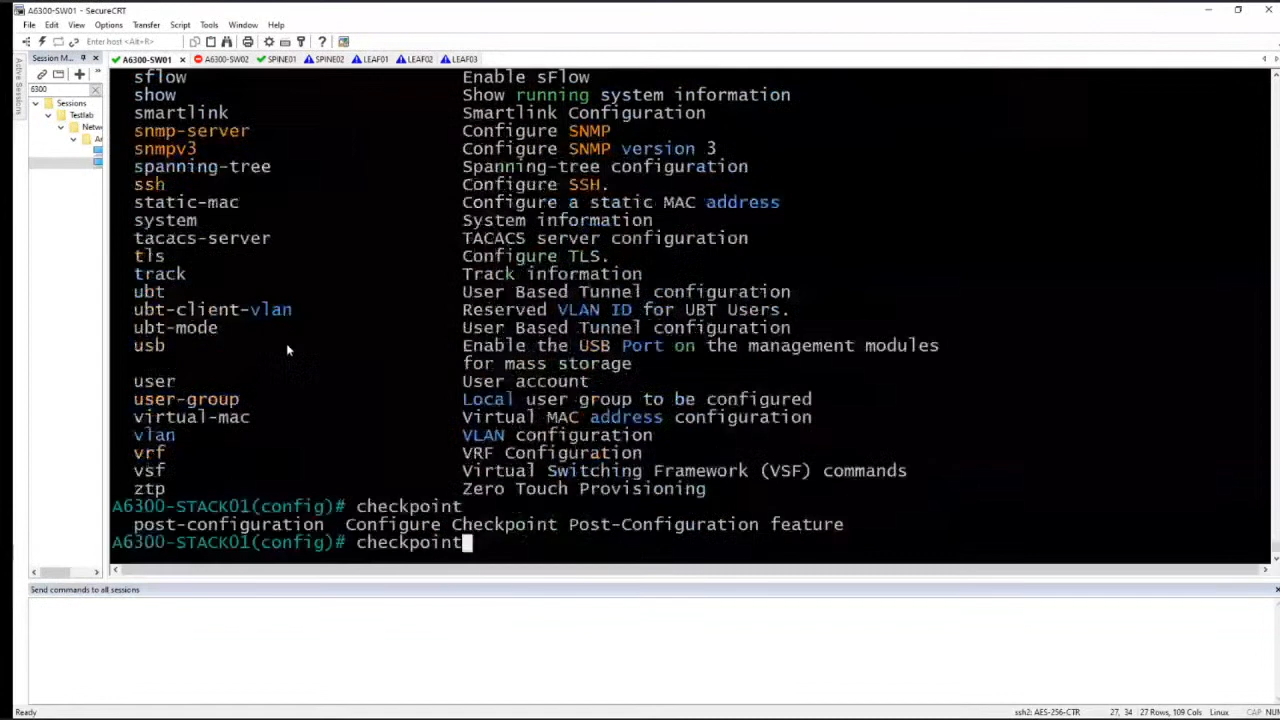 A6300-SW01 - SecureCRT
File Edit View Options Transfer Script Tools Window Help
Enter host <Alt+R>
Active Sessions
Session M...
A6300-SW01 A6300-SW02 SPINE01 SPINE02 LEAF01 LEAF02 LEAF03
6300
Sessions
Testlab
Netw
Ar
sflow Enable sFlow
show Show running system information
smartlink Smartlink Configuration
snmp-server Configure SNMP
snmpv3 Configure SNMP version 3
spanning-tree Spanning-tree configuration
ssh Configure SSH.
static-mac Configure a static MAC address
system System information
tacacs-server TACACS server configuration
tls Configure TLS.
track Track information
ubt User Based Tunnel configuration
ubt-client-vlan Reserved VLAN ID for UBT Users.
ubt-mode User Based Tunnel configuration
usb Enable the USB Port on the management modules
for mass storage
user User account
user-group Local user group to be configured
virtual-mac Virtual MAC address configuration
vlan VLAN configuration
vrf VRF Configuration
vsf Virtual Switching Framework (VSF) commands
ztp Zero Touch Provisioning
A6300-STACK01(config)# checkpoint
post-configuration Configure Checkpoint Post-Configuration feature
A6300-STACK01(config)# checkpoint
Send commands to all sessions
Ready ssh2: AES-256-CTR 27, 34 27 Rows, 109 Cols Linux CAP NUM